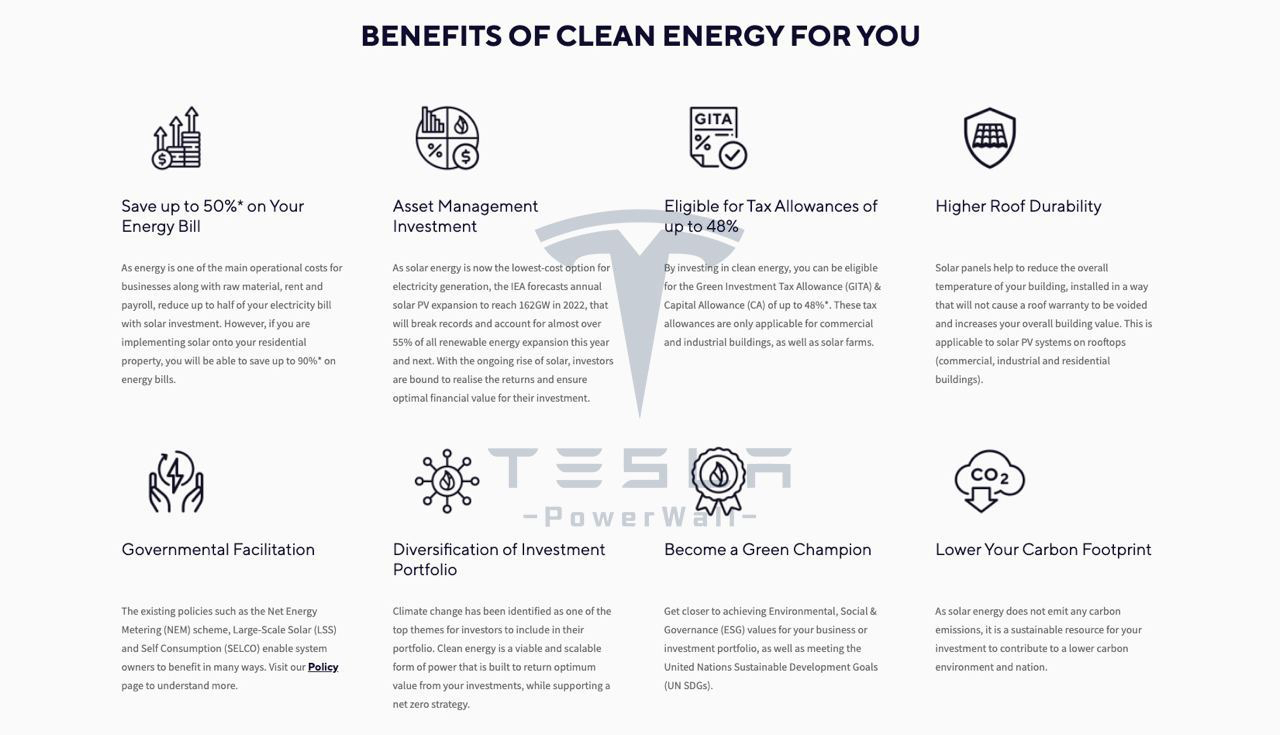 BENEFITS OF CLEAN ENERGY FOR YOU
$
%
$
GITA
%
Save up to 50%* on Your
Energy Bill
As energy is one of the main operational costs for
businesses along with raw material, rent and
payroll, reduce up to half of your electricity bill
with solar investment. However, if you are
implementing solar onto your residential
property, you will be able to save up to 90%* on
energy bills.
Asset Management
Investment
As solar energy is now the lowest-cost option for
electricity generation, the IEA forecasts annual
solar PV expansion to reach 162GW in 2022, that
will break records and account for almost over
55% of all renewable energy expansion this year
and next. With the ongoing rise of solar, investors
are bound to realise the returns and ensure
optimal financial value for their investment.
Eligible for Tax Allowances of
up to 48%
By investing in clean energy, you can be eligible
for the Green Investment Tax Allowance (GITA) &
Capital Allowance (CA) of up to 48%*. These tax
allowances are only applicable for commercial
and industrial buildings, as well as solar farms.
Higher Roof Durability
Solar panels help to reduce the overall
temperature of your building, installed in a way
that will not cause a roof warranty to be voided
and increases your overall building value. This is
applicable to solar PV systems on rooftops
(commercial, industrial and residential
buildings).
TESLA
-PowerWall-
CO2
Governmental Facilitation
The existing policies such as the Net Energy
Metering (NEM) scheme, Large-Scale Solar (LSS)
and Self Consumption (SELCO) enable system
owners to benefit in many ways. Visit our Policy
page to understand more.
Diversification of Investment
Portfolio
Climate change has been identified as one of the
top themes for investors to include in their
portfolio. Clean energy is a viable and scalable
form of power that is built to return optimum
value from your investments, while supporting a
net zero strategy.
Become a Green Champion
Get closer to achieving Environmental, Social &
Governance (ESG) values for your business or
investment portfolio, as well as meeting the
United Nations Sustainable Development Goals
(UN SDGs).
Lower Your Carbon Footprint
As solar energy does not emit any carbon
emissions, it is a sustainable resource for your
investment to contribute to a lower carbon
environment and nation.